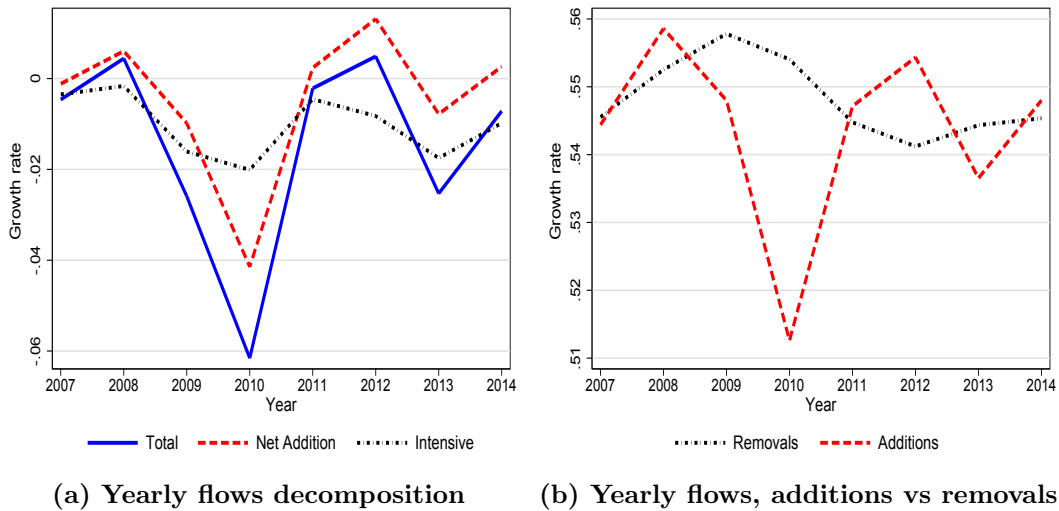 0
-.02
-.04
-.06
Growth rate
2007 2008 2009 2010 2011 2012 2013 2014
Year
Total Net Addition Intensive
(a) Yearly flows decomposition
.56
.55
.54
.53
.52
.51
Growth rate
2007 2008 2009 2010 2011 2012 2013 2014
Year
Removals Additions
(b) Yearly flows, additions vs removals